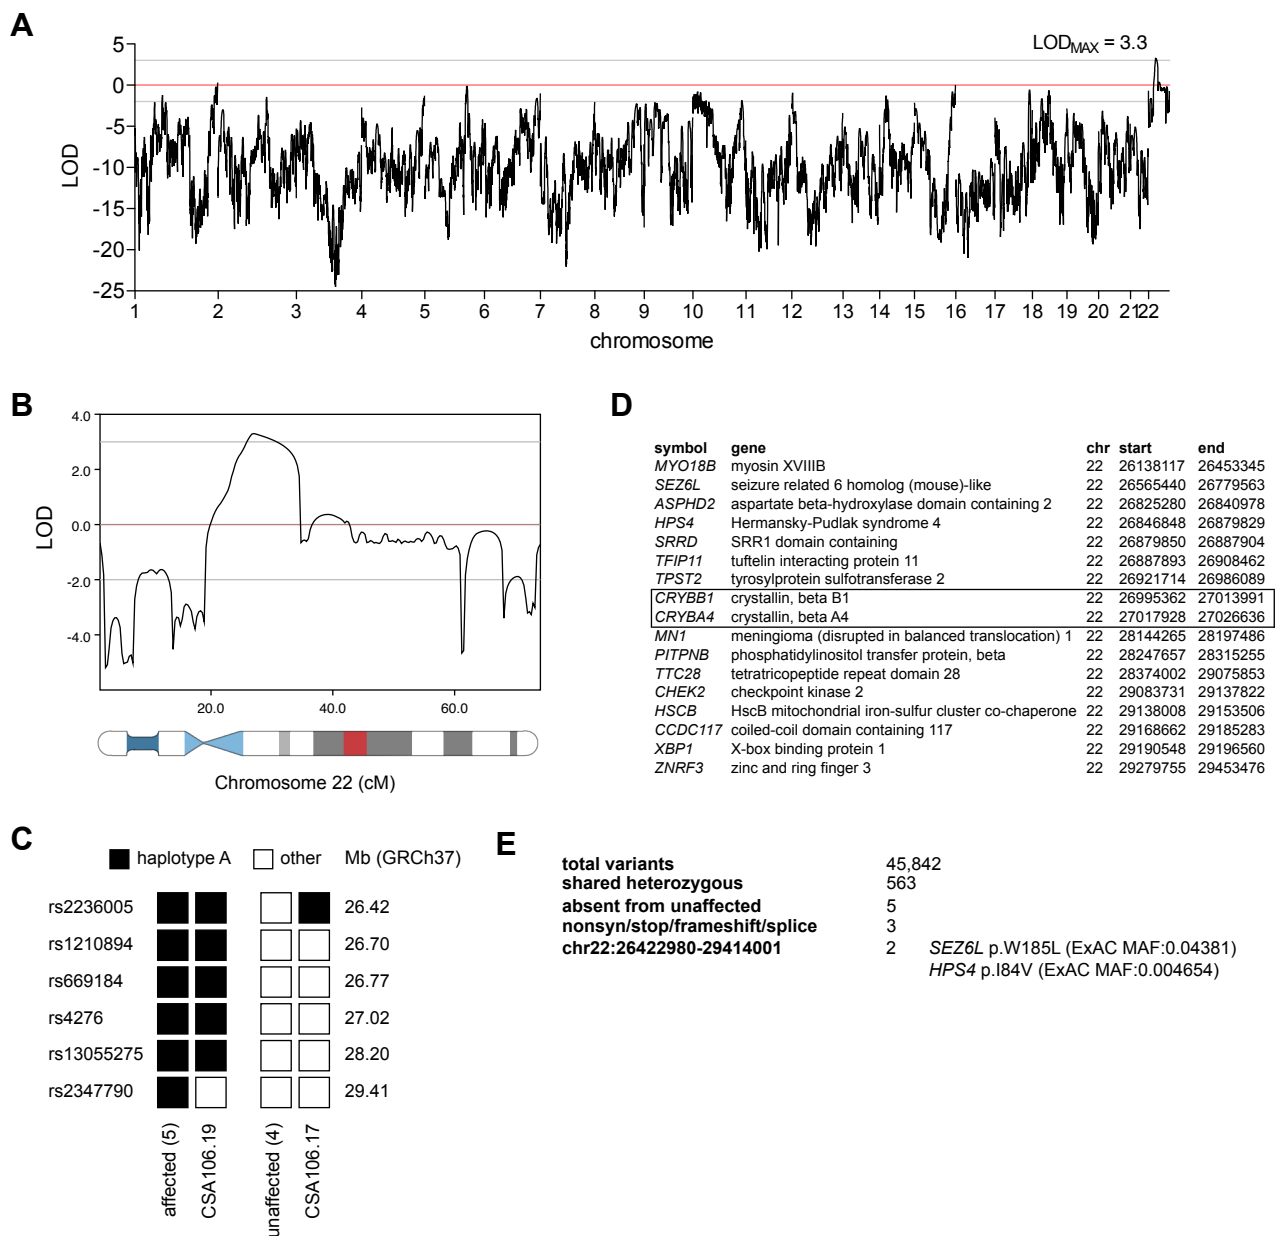 A
LOD_MAX = 3.3
5
0
-5
-10
-15
-20
-25
LOD
1 2 3 4 5 6 7 8 9 10 11 12 13 14 15 16 17 18 19 20 2122
chromosome
B
4.0
2.0
0.0
-2.0
-4.0
LOD
20.0 40.0 60.0
Chromosome 22 (cM)
D
symbol gene chr start end
MYO18B myosin XVIIIB 22 26138117 26453345
SEZ6L seizure related 6 homolog (mouse)-like 22 26565440 26779563
ASPHD2 aspartate beta-hydroxylase domain containing 2 22 26825280 26840978
HPS4 Hermansky-Pudlak syndrome 4 22 26846848 26879829
SRRD SRR1 domain containing 22 26879850 26887904
TFIP11 tuftelin interacting protein 11 22 26887893 26908462
TPST2 tyrosylprotein sulfotransferase 2 22 26921714 26986089
CRYBB1 crystallin, beta B1 22 26995362 27013991
CRYBA4 crystallin, beta A4 22 27017928 27026636
MN1 meningioma (disrupted in balanced translocation) 1 22 28144265 28197486
PITPNB phosphatidylinositol transfer protein, beta 22 28247657 28315255
TTC28 tetratricopeptide repeat domain 28 22 28374002 29075853
CHEK2 checkpoint kinase 2 22 29083731 29137822
HSCB HscB mitochondrial iron-sulfur cluster co-chaperone 22 29138008 29153506
CCDC117 coiled-coil domain containing 117 22 29168662 29185283
XBP1 X-box binding protein 1 22 29190548 29196560
ZNRF3 zinc and ring finger 3 22 29279755 29453476
C
haplotype A other Mb (GRCh37)
rs2236005 26.42
rs1210894 26.70
rs669184 26.77
rs4276 27.02
rs13055275 28.20
rs2347790 29.41
affected (5)
CSA106.19
unaffected (4)
CSA106.17
E
total variants 45,842
shared heterozygous 563
absent from unaffected 5
nonsyn/stop/frameshift/splice 3
chr22:26422980-29414001 2 SEZ6L p.W185L (ExAC MAF:0.04381)
HPS4 p.I84V (ExAC MAF:0.004654)